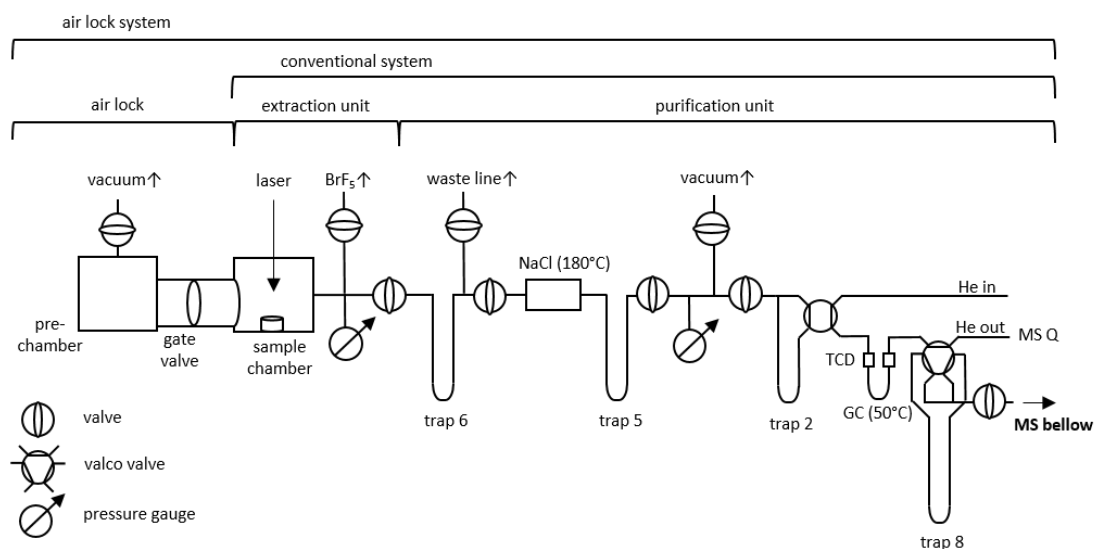 air lock system
conventional system
air lock
extraction unit
purification unit
vacuum↑
laser
BrF₅↑
waste line↑
vacuum↑
NaCl (180°C)
He in
He out
MS Q
pre-
chamber
gate
valve
sample
chamber
TCD
trap 6
trap 5
trap 2
GC (50°C)
MS bellow
valve
valco valve
pressure gauge
trap 8